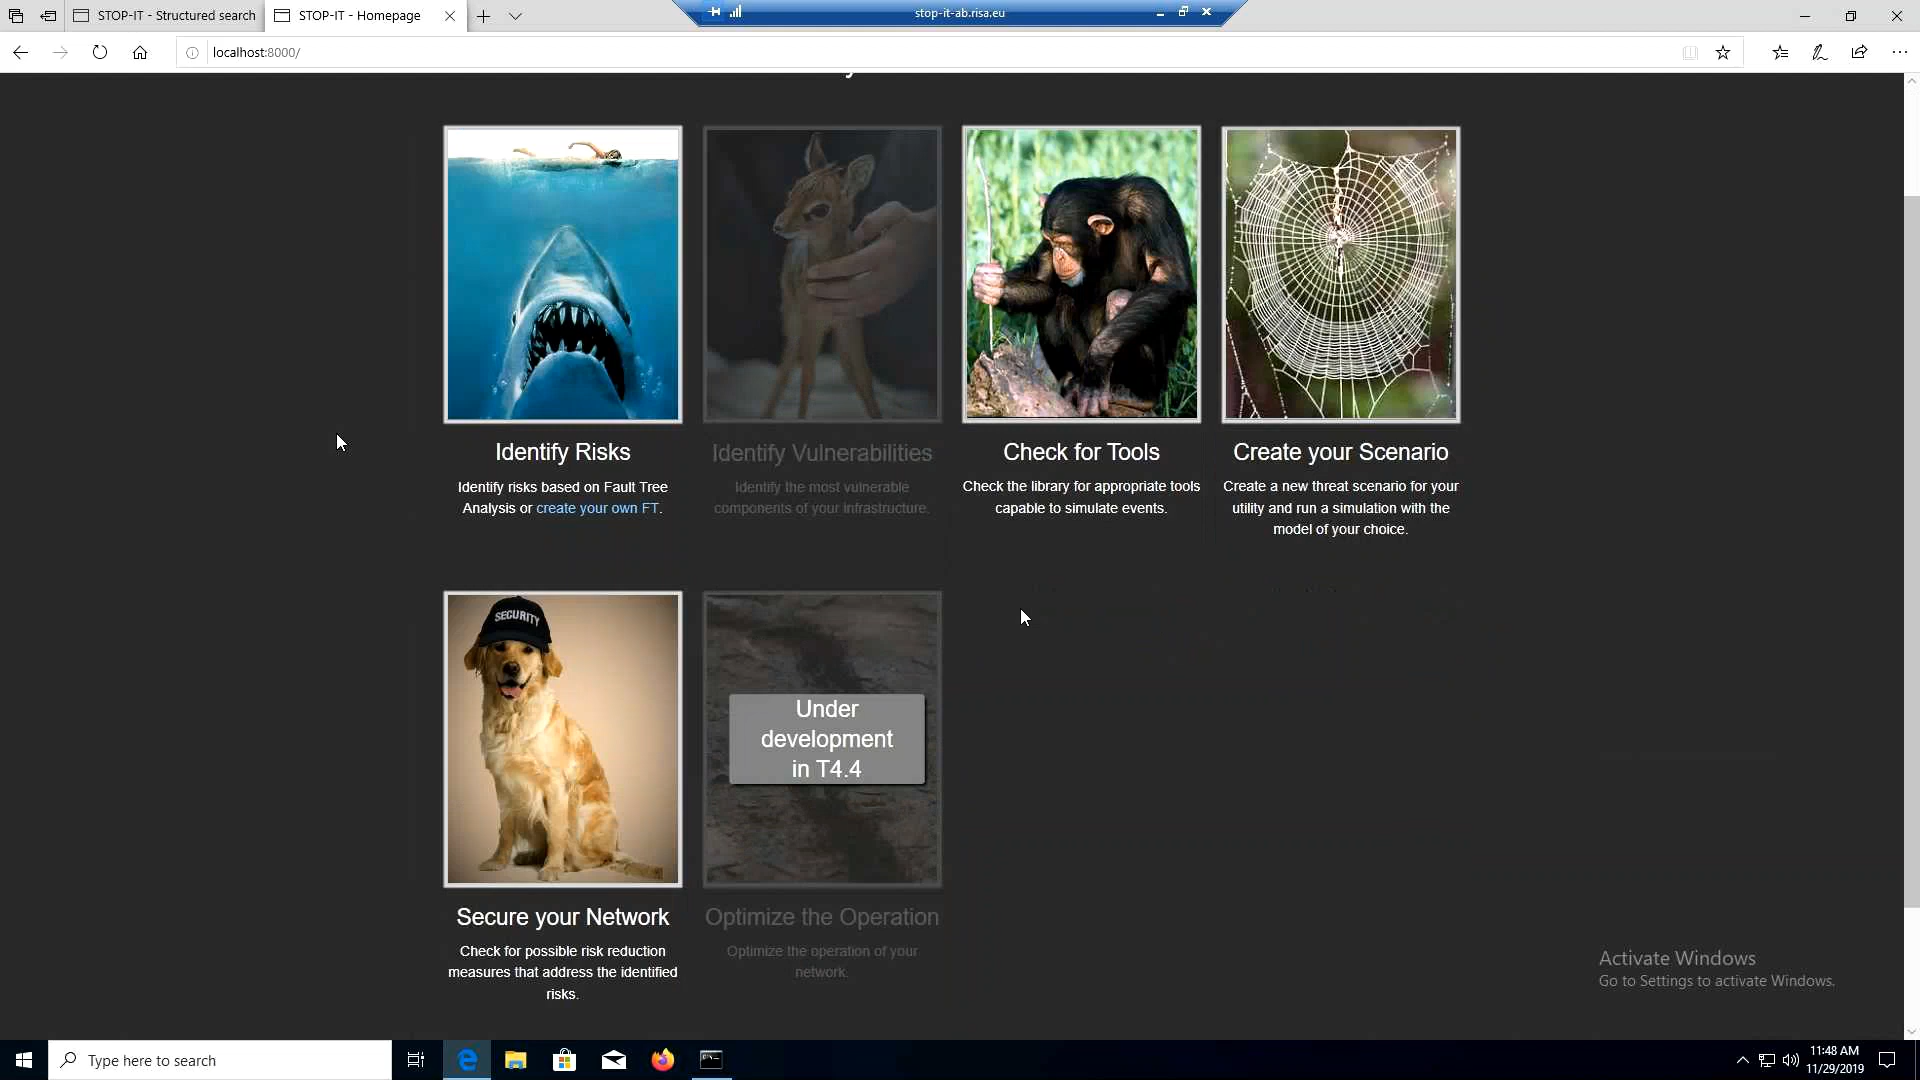 STOP-IT - Structured search
STOP-IT - Homepage
stop-it-ab.risa.eu
localhost:8000/
Identify Risks
Identify risks based on Fault Tree
Analysis or create your own FT.
Identify Vulnerabilities
Identify the most vulnerable
components of your infrastructure.
Check for Tools
Check the library for appropriate tools
capable to simulate events.
Create your Scenario
Create a new threat scenario for your
utility and run a simulation with the
model of your choice.
SECURITY
Secure your Network
Check for possible risk reduction
measures that address the identified
risks.
Under
development
in T4.4
Optimize the Operation
Optimize the operation of your
network.
Activate Windows
Go to Settings to activate Windows.
Type here to search
11:48 AM
11/29/2019